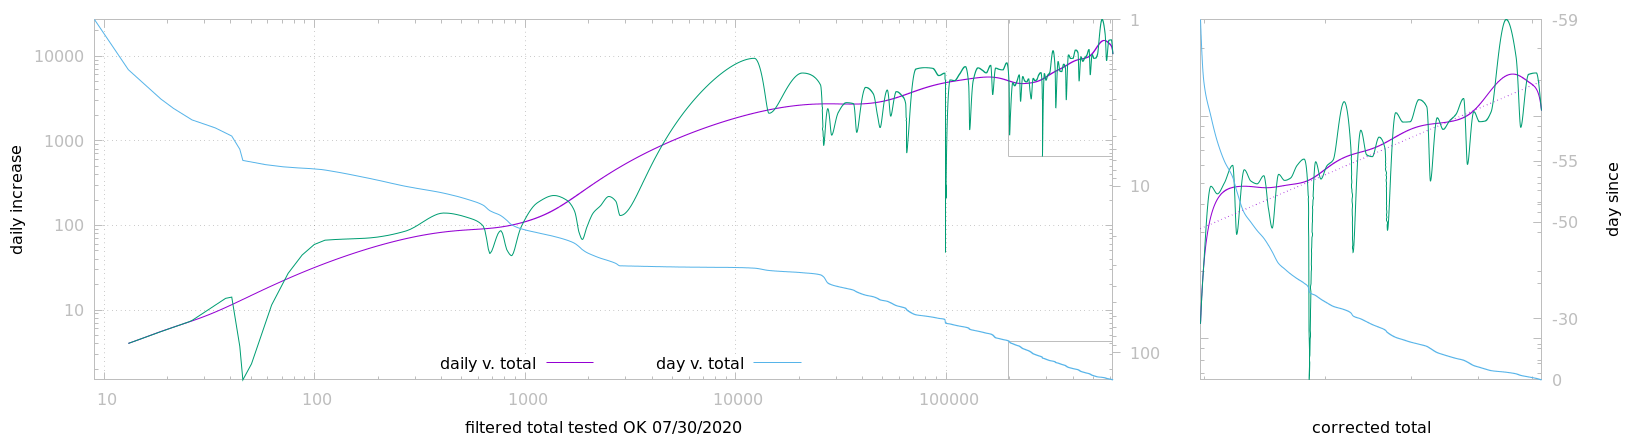 1
-59
10000
1000
daily increase
-55
10
day since
100
-50
10
-30
daily v. total
day v. total
100
0
10
100
1000
10000
100000
filtered total tested OK 07/30/2020
corrected total